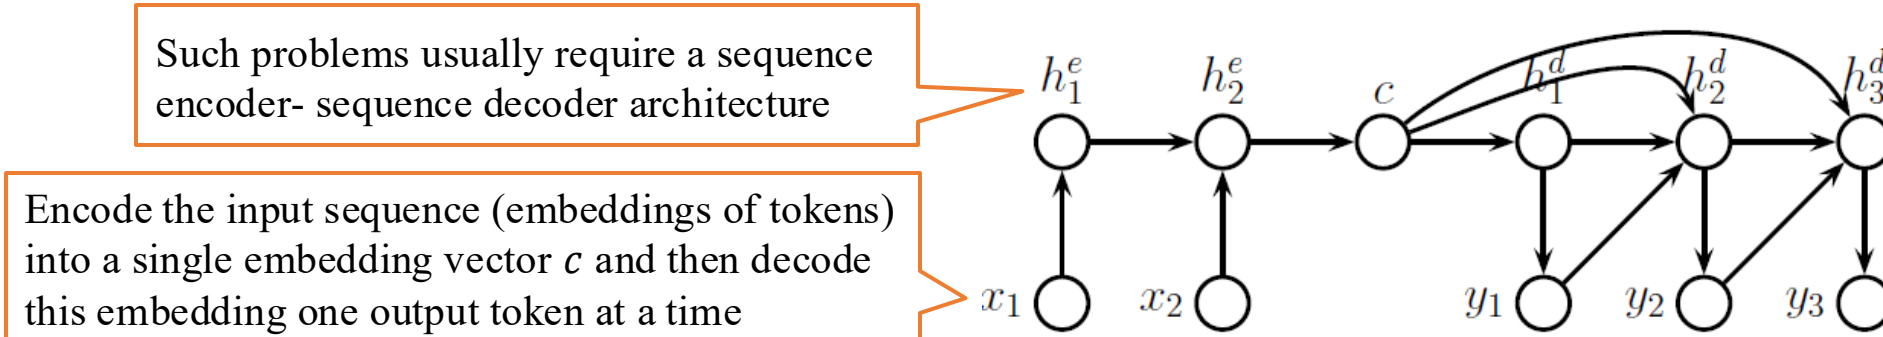 Such problems usually require a sequence
encoder- sequence decoder architecture
Encode the input sequence (embeddings of tokens)
into a single embedding vector c and then decode
this embedding one output token at a time
h₁ᵉ h₂ᵉ c h₁ᵈ h₂ᵈ h₃ᵈ
x₁ x₂ y₁ y₂ y₃